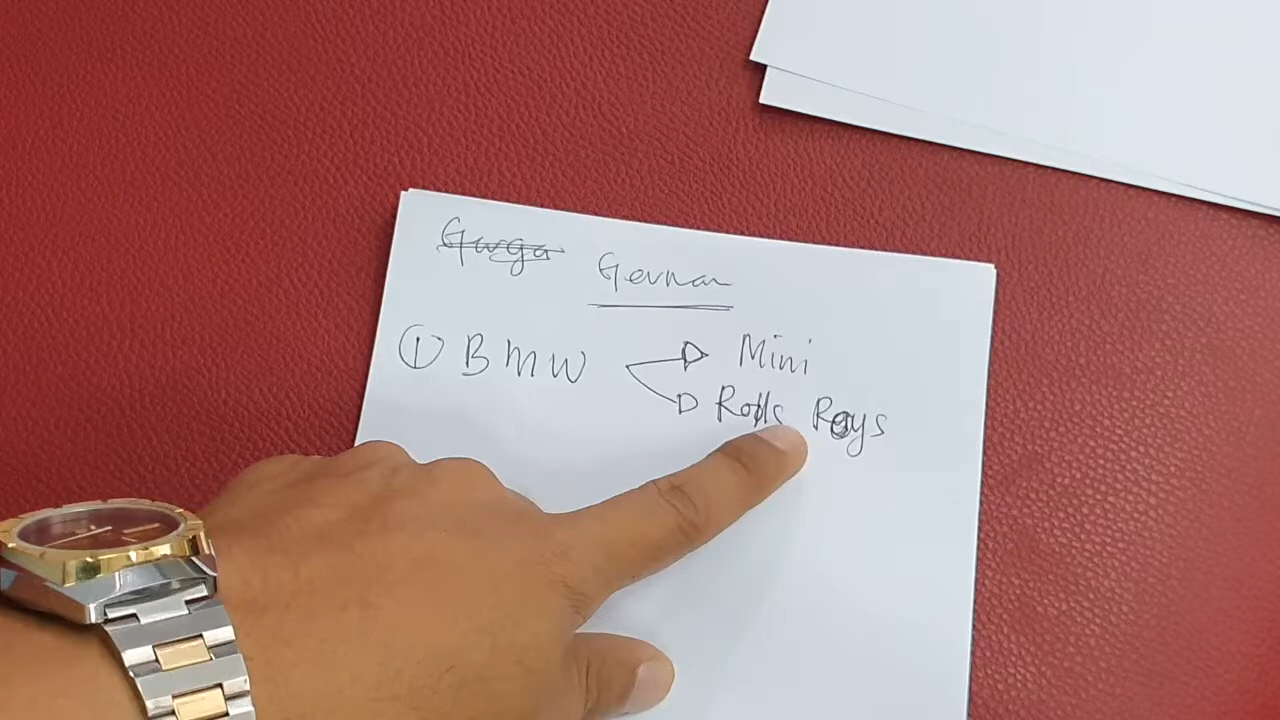 German
① BMW → Mini
→ Rolls Roys